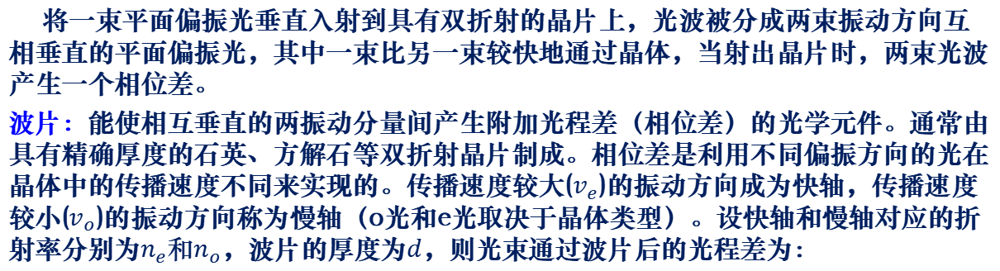 将一束平面偏振光垂直入射到具有双折射的晶片上，光波被分成两束振动方向互
相垂直的平面偏振光，其中一束比另一束较快地通过晶体，当射出晶片时，两束光波
产生一个相位差。
波片：能使相互垂直的两振动分量间产生附加光程差（相位差）的光学元件。通常由
具有精确厚度的石英、方解石等双折射晶片制成。相位差是利用不同偏振方向的光在
晶体中的传播速度不同来实现的。传播速度较大(vₑ)的振动方向成为快轴，传播速度
较小(vₒ)的振动方向称为慢轴（o光和e光取决于晶体类型）。设快轴和慢轴对应的折
射率分别为nₑ和nₒ，波片的厚度为d，则光束通过波片后的光程差为：